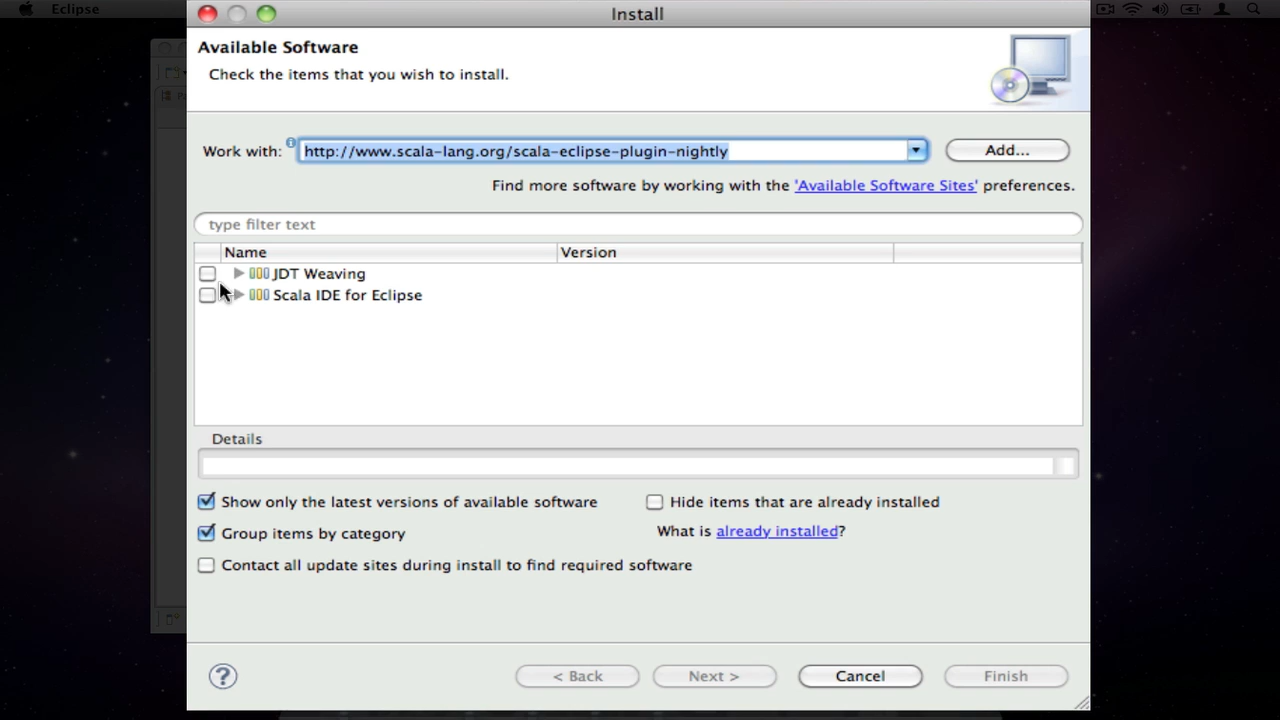 Eclipse
Install
Available Software
Check the items that you wish to install.
Work with: http://www.scala-lang.org/scala-eclipse-plugin-nightly Add...
Find more software by working with the 'Available Software Sites' preferences.
type filter text
Name Version
JDT Weaving
Scala IDE for Eclipse
Details
Show only the latest versions of available software Hide items that are already installed
Group items by category What is already installed?
Contact all update sites during install to find required software
? < Back Next > Cancel Finish